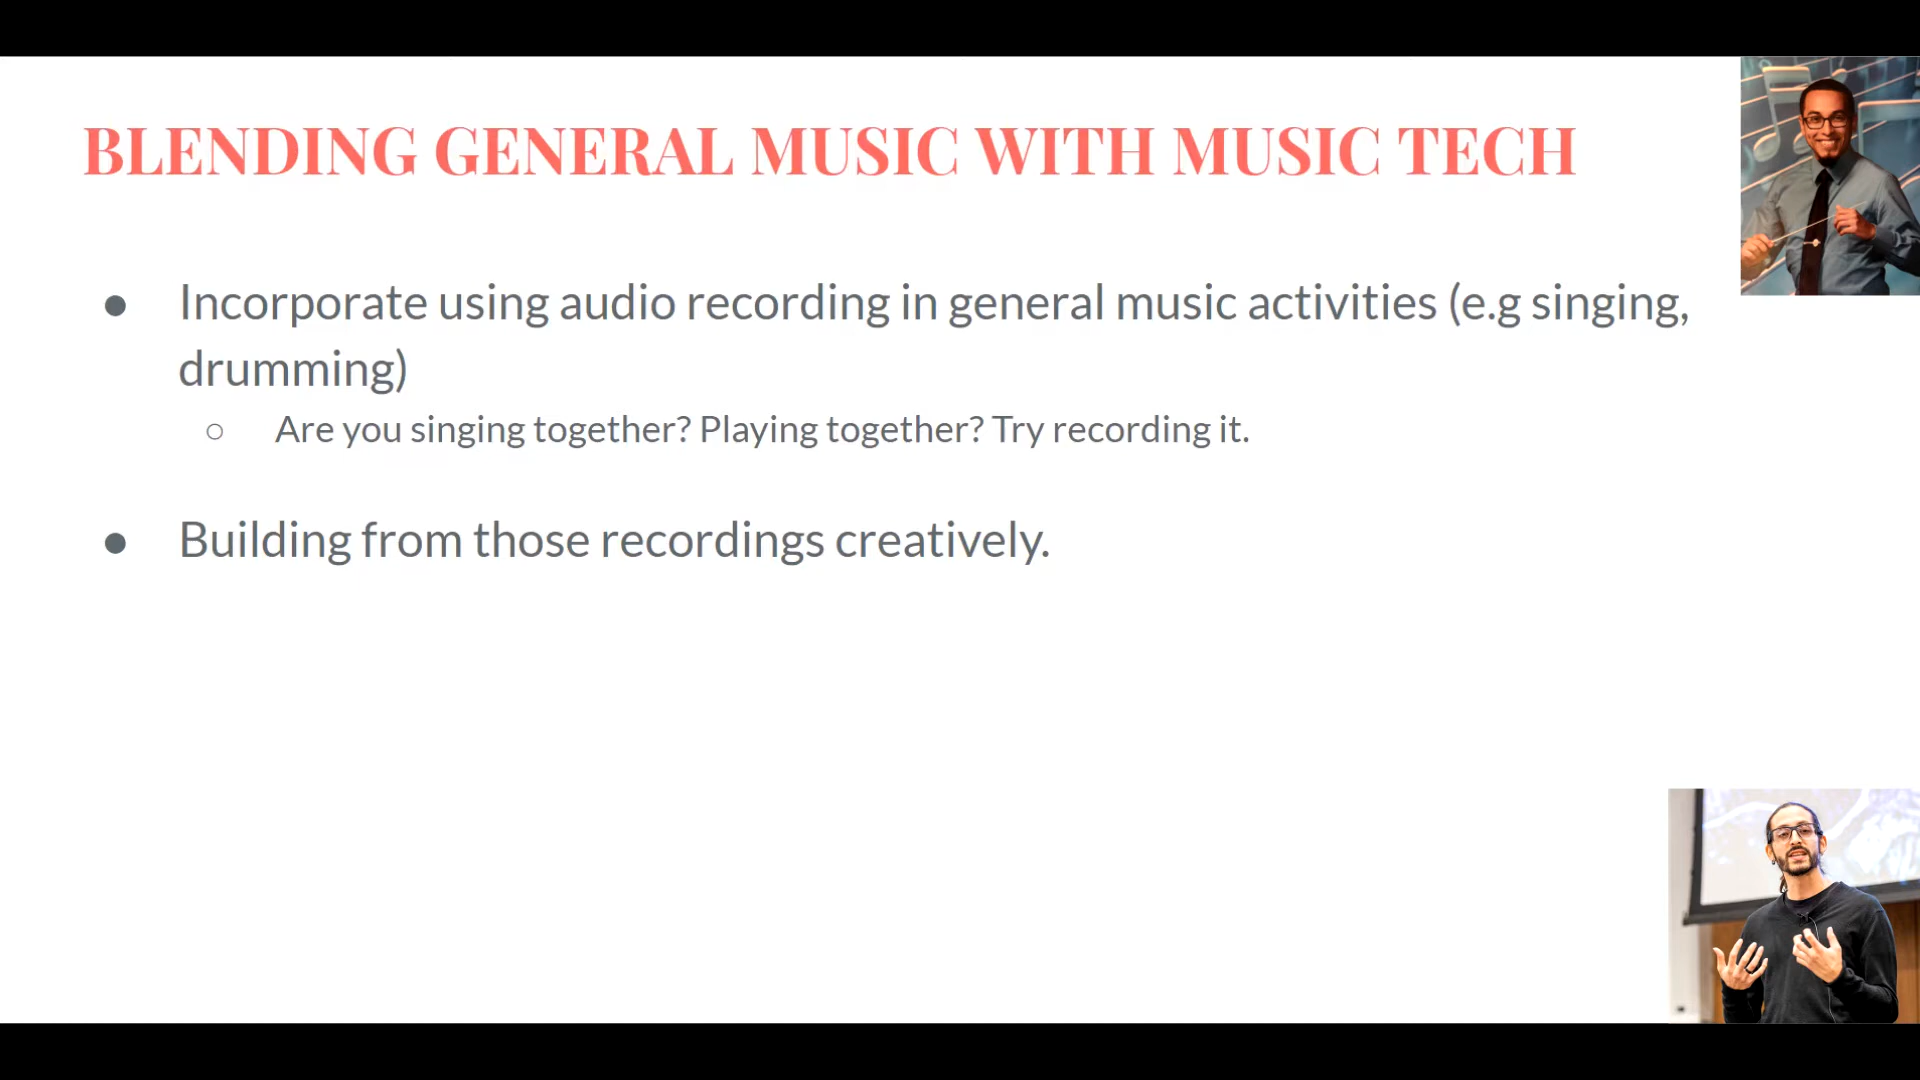 BLENDING GENERAL MUSIC WITH MUSIC TECH
● Incorporate using audio recording in general music activities (e.g singing,
drumming)
○ Are you singing together? Playing together? Try recording it.
● Building from those recordings creatively.